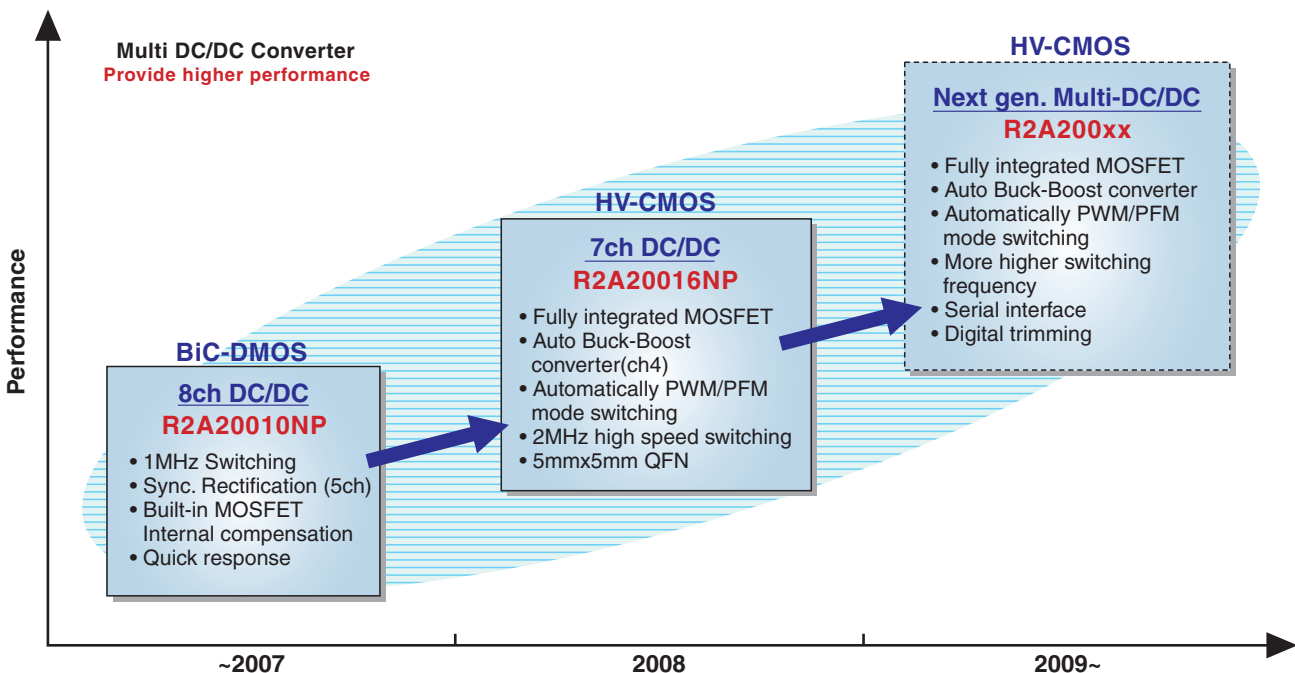 Multi DC/DC Converter
Provide higher performance
Performance
BiC-DMOS
8ch DC/DC
R2A20010NP
• 1MHz Switching
• Sync. Rectification (5ch)
• Built-in MOSFET
Internal compensation
• Quick response
HV-CMOS
7ch DC/DC
R2A20016NP
• Fully integrated MOSFET
• Auto Buck-Boost
converter(ch4)
• Automatically PWM/PFM
mode switching
• 2MHz high speed switching
• 5mmx5mm QFN
HV-CMOS
Next gen. Multi-DC/DC
R2A200xx
• Fully integrated MOSFET
• Auto Buck-Boost converter
• Automatically PWM/PFM
mode switching
• More higher switching
frequency
• Serial interface
• Digital trimming
~2007
2008
2009~